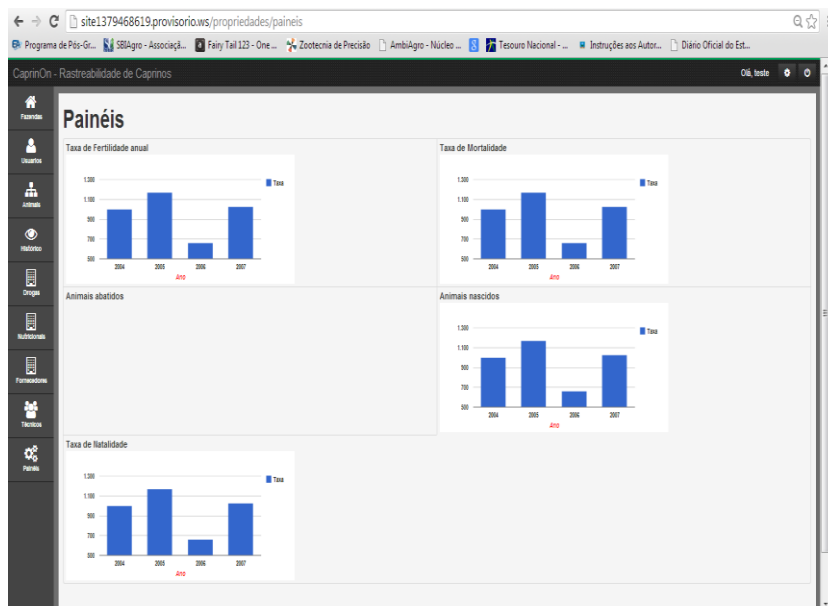 site1379468619.provisorio.ws/propriedades/paineis
Programa de Pós-Gr... SBIAgro - Associaçã... Fairy Tail 123 - One ... Zootecnia de Precisão AmbiAgro - Núcleo ... Tesouro Nacional - ... Instruções aos Autor... Diário Oficial do Est...
CaprinOn - Rastreabilidade de Caprinos
Olá, teste
Fazendas
Usuarios
Animais
Histórico
Drogas
Nutricionais
Fornecedores
Técnicos
Painéis
Painéis
Taxa de Fertilidade anual
1.300
1.100
900
700
500
2004 2005 2006 2007
Ano
Taxa
Taxa de Mortalidade
1.300
1.100
900
700
500
2004 2005 2006 2007
Ano
Taxa
Animais abatidos
Animais nascidos
1.300
1.100
900
700
500
2004 2005 2006 2007
Ano
Taxa
Taxa de Natalidade
1.300
1.100
900
700
500
2004 2005 2006 2007
Ano
Taxa